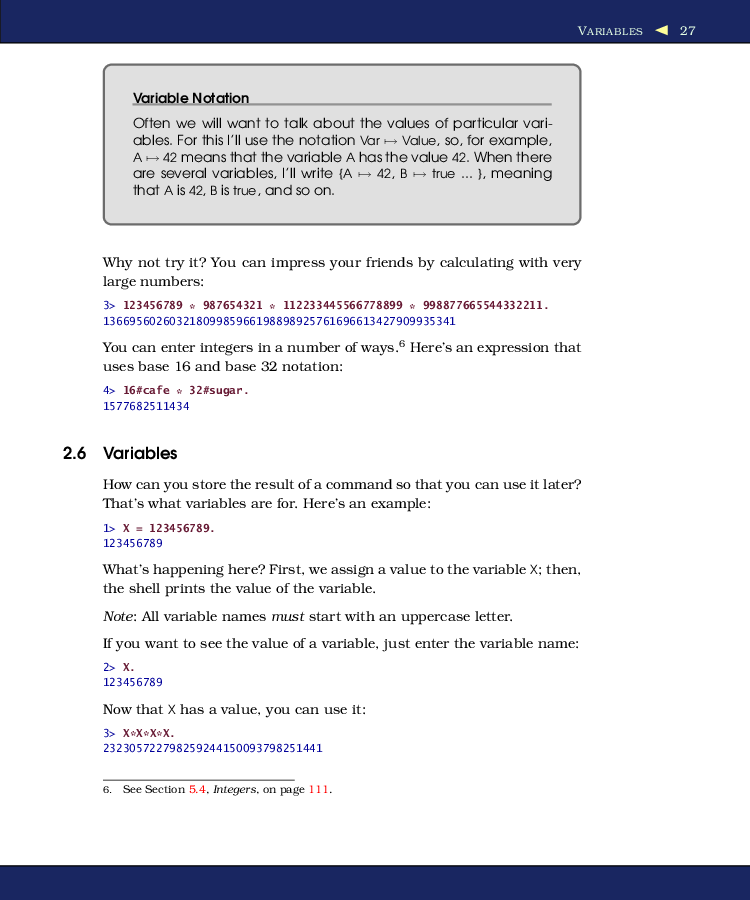 VARIABLES ◀ 27
Variable Notation
Often we will want to talk about the values of particular vari-
ables. For this I'll use the notation Var ↦ Value, so, for example,
A ↦ 42 means that the variable A has the value 42. When there
are several variables, I'll write {A ↦ 42, B ↦ true ... }, meaning
that A is 42, B is true, and so on.
Why not try it? You can impress your friends by calculating with very
large numbers:
3> 123456789 * 987654321 * 112233445566778899 * 998877665544332211.
13669560260321809985966198898925761696613427909935341
You can enter integers in a number of ways.6 Here's an expression that
uses base 16 and base 32 notation:
4> 16#cafe * 32#sugar.
1577682511434
2.6 Variables
How can you store the result of a command so that you can use it later?
That's what variables are for. Here's an example:
1> X = 123456789.
123456789
What's happening here? First, we assign a value to the variable X; then,
the shell prints the value of the variable.
Note: All variable names must start with an uppercase letter.
If you want to see the value of a variable, just enter the variable name:
2> X.
123456789
Now that X has a value, you can use it:
3> X*X*X*X.
232305722798259244150093798251441
6. See Section 5.4, Integers, on page 111.